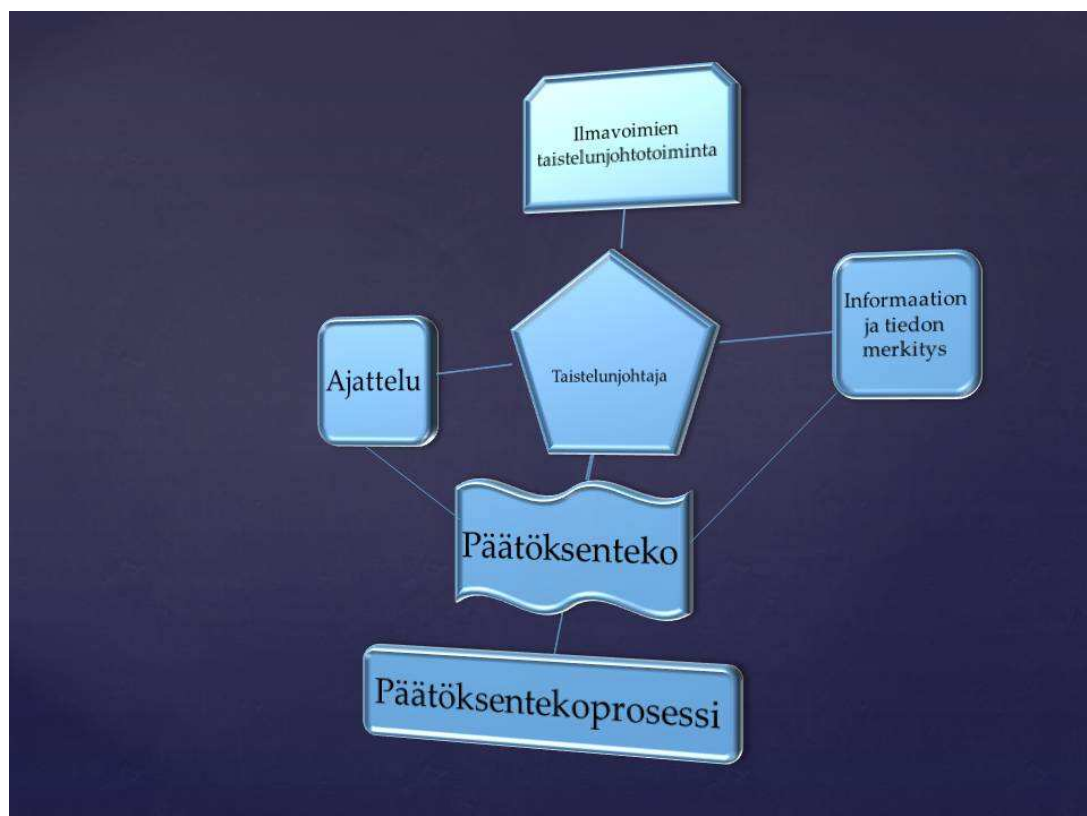 Ilmavoimien
taistelunjohtotoiminta
Informaation
ja tiedon
merkitys
Ajattelu
Taistelunjohtaja
Päätöksenteko
Päätöksentekoprosessi